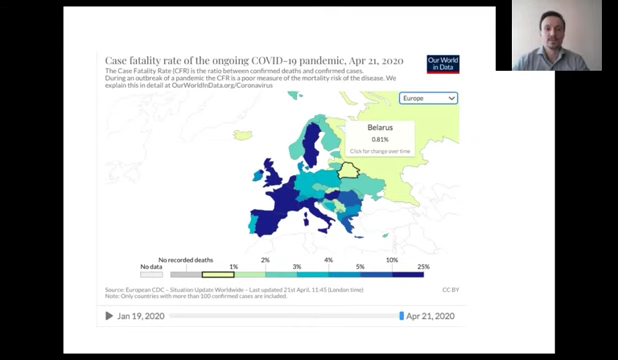 Case fatality rate of the ongoing COVID-19 pandemic, Apr 21, 2020
The Case Fatality Rate (CFR) is the ratio between confirmed deaths and confirmed cases.
During an outbreak of a pandemic the CFR is a poor measure of the mortality risk of the disease. We
explain this in detail at OurWorldInData.org/Coronavirus
Our World
in Data
Europe
Belarus
0.81%
Click for change over time
No data
No recorded deaths
1%
2%
3%
4%
5%
10%
25%
Source: European CDC – Situation Update Worldwide – Last updated 21st April, 11:45 (London time)
CC BY
Note: Only countries with more than 100 confirmed cases are included.
Jan 19, 2020
Apr 21, 2020